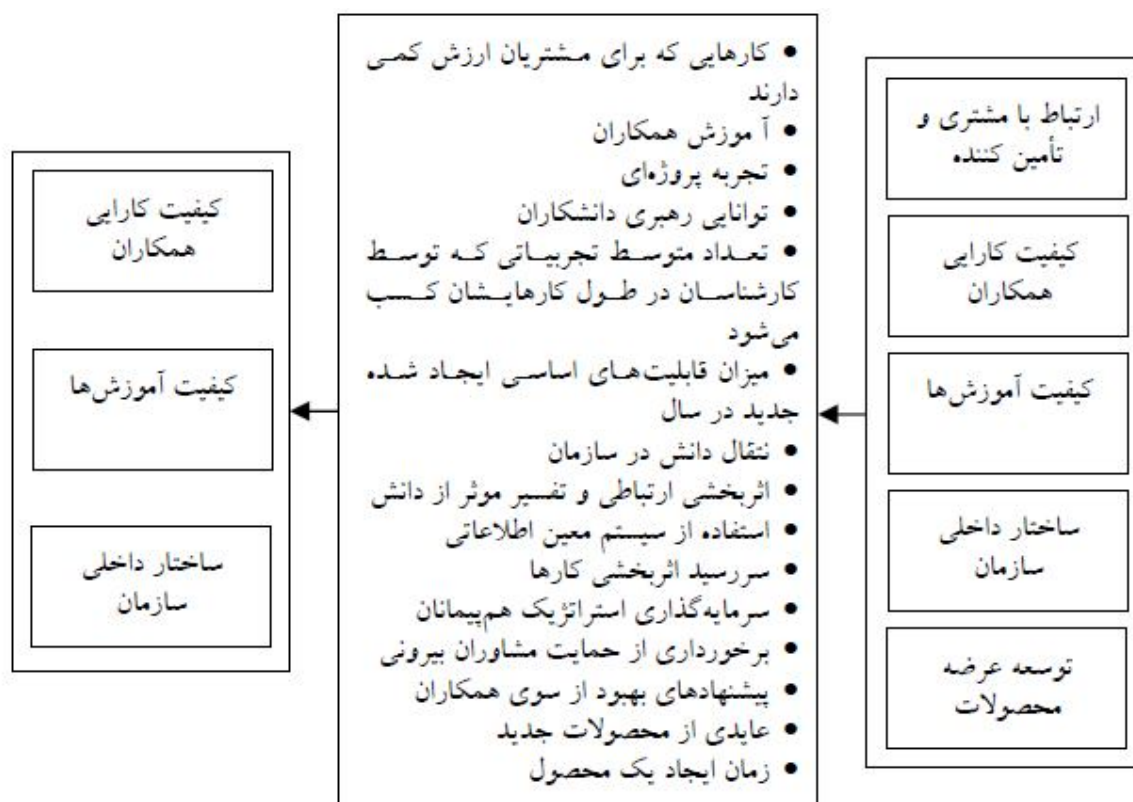 ارتباط با مشتری و
تأمین کننده
کیفیت کارایی
همکاران
کیفیت آموزش‌ها
ساختار داخلی
سازمان
توسعه عرضه
محصولات
• کارهایی که برای مشتریان ارزش کمی
دارند
• آ موزش همکاران
• تجربه پروژه‌ای
• توانایی رهبری دانشکاران
• تعداد متوسط تجربیاتی که توسط
کارشناسان در طول کارهایشان کسب
می‌شود
• میزان قابلیت‌های اساسی ایجاد شده
جدید در سال
• نتقال دانش در سازمان
• اثربخشی ارتباطی و تفسیر موثر از دانش
• استفاده از سیستم معین اطلاعاتی
• سررسید اثربخشی کارها
• سرمایه‌گذاری استراتژیک هم‌پیمانان
• برخورداری از حمایت مشاوران بیرونی
• پیشنهادهای بهبود از سوی همکاران
• عایدی از محصولات جدید
• زمان ایجاد یک محصول
کیفیت کارایی
همکاران
کیفیت آموزش‌ها
ساختار داخلی
سازمان